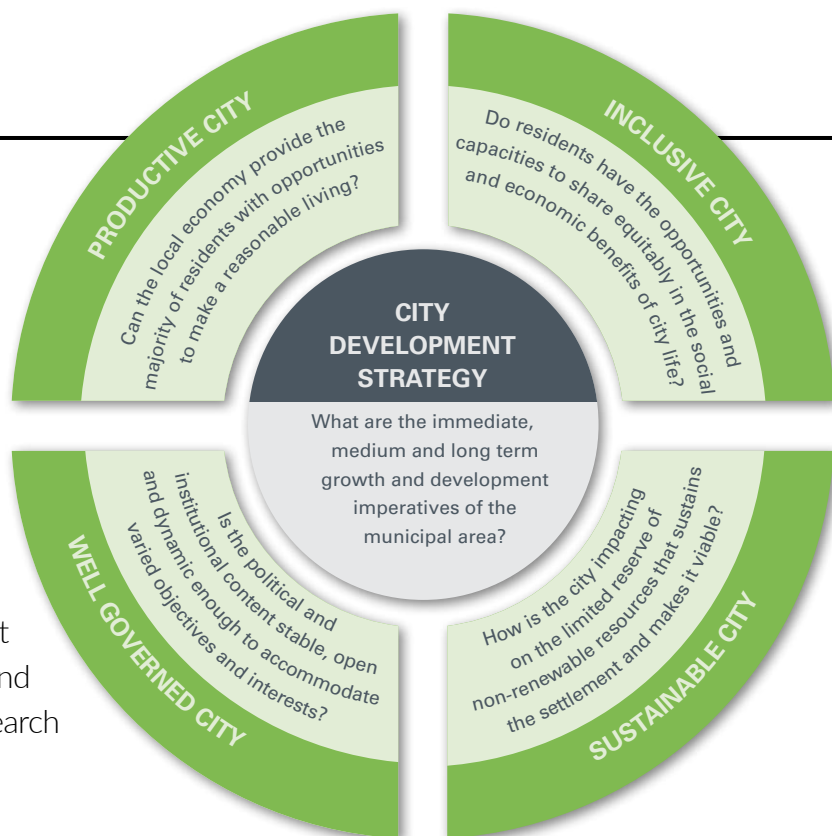 PRODUCTIVE CITY
Can the local economy provide the
majority of residents with opportunities
to make a reasonable living?
INCLUSIVE CITY
Do residents have the opportunities and
capacities to share equitably in the social
and economic benefits of city life?
CITY
DEVELOPMENT
STRATEGY
What are the immediate,
medium and long term
growth and development
imperatives of the
municipal area?
WELL GOVERNED CITY
Is the political and
institutional content stable, open
and dynamic enough to accommodate
varied objectives and interests?
SUSTAINABLE CITY
How is the city impacting
on the limited reserve of
non-renewable resources that sustains
the settlement and makes it viable?